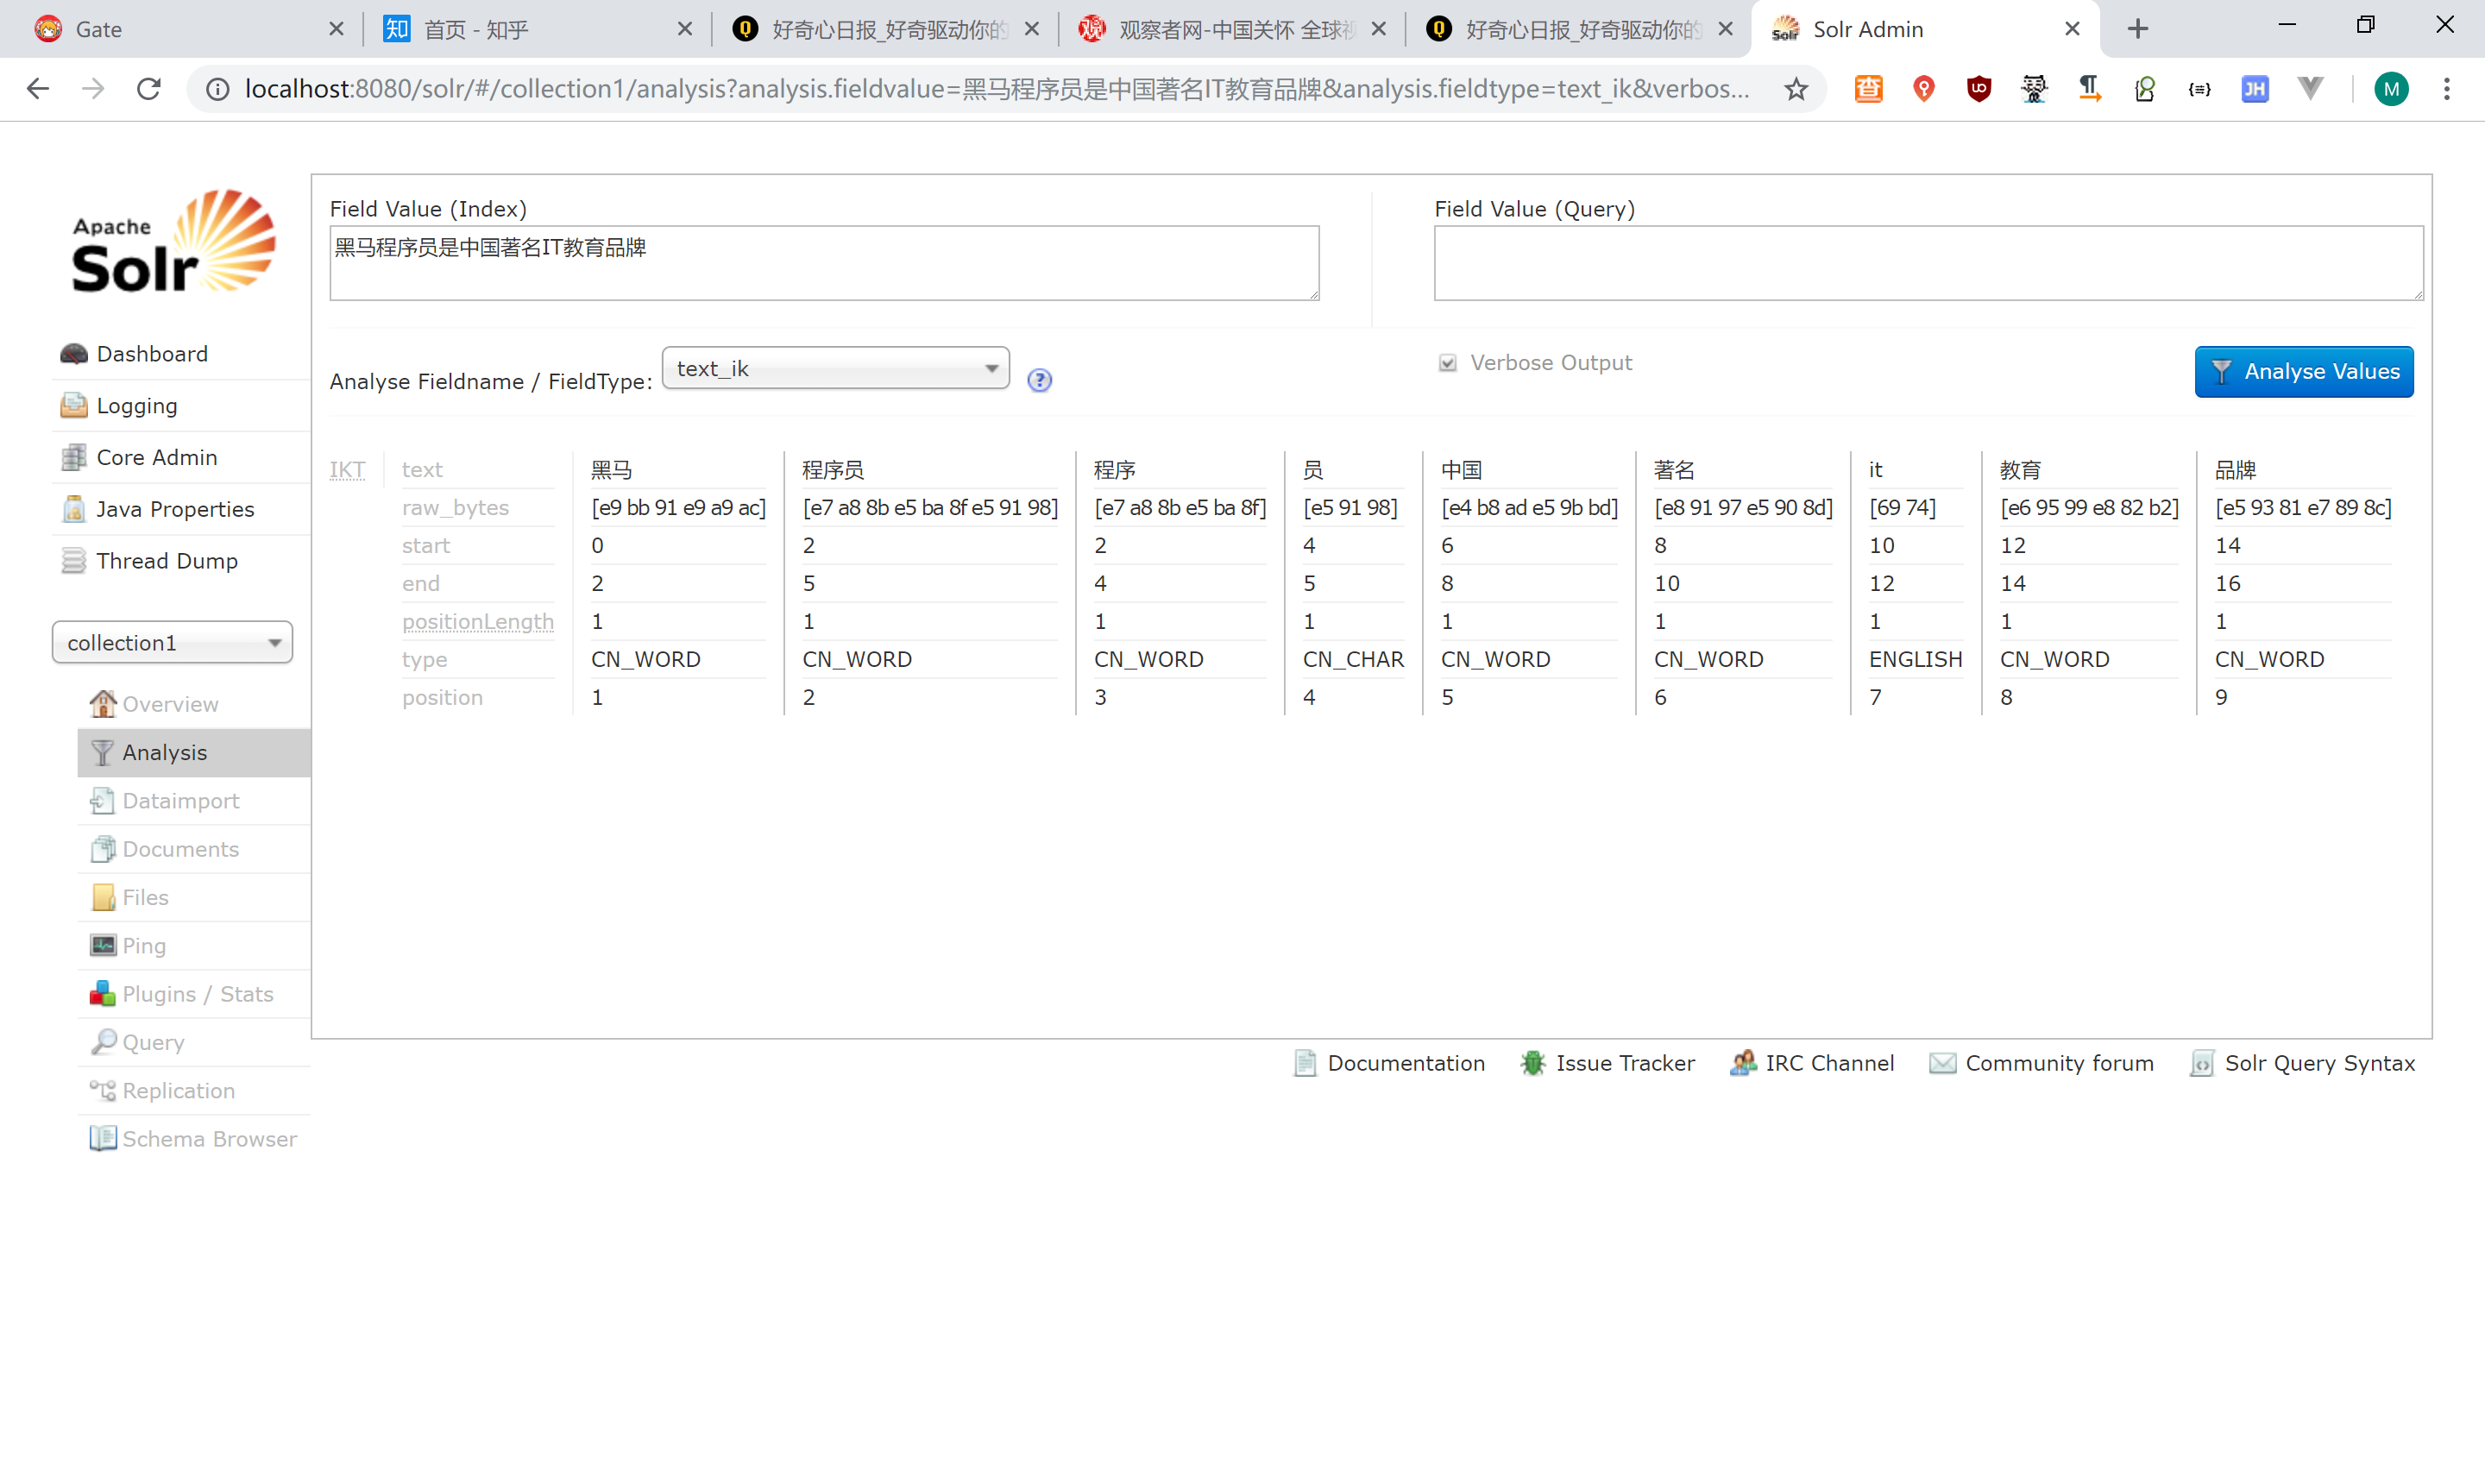 Gate
首页 - 知乎
好奇心日报_好奇驱动你的
观察者网-中国关怀 全球视
好奇心日报_好奇驱动你的
Solr Admin
localhost:8080/solr/#/collection1/analysis?analysis.fieldvalue=黑马程序员是中国著名IT教育品牌&analysis.fieldtype=text_ik&verbos...
JH
M
Apache
Solr
Dashboard
Logging
Core Admin
Java Properties
Thread Dump
collection1
Overview
Analysis
Dataimport
Documents
Files
Ping
Plugins / Stats
Query
Replication
Schema Browser
Field Value (Index)
黑马程序员是中国著名IT教育品牌
Field Value (Query)
Analyse Fieldname / FieldType: text_ik
Verbose Output
Analyse Values
IKT text 黑马 程序员 程序 员 中国 著名 it 教育 品牌
raw_bytes [e9 bb 91 e9 a9 ac] [e7 a8 8b e5 ba 8f e5 91 98] [e7 a8 8b e5 ba 8f] [e5 91 98] [e4 b8 ad e5 9b bd] [e8 91 97 e5 90 8d] [69 74] [e6 95 99 e8 82 b2] [e5 93 81 e7 89 8c]
start 0 2 2 4 6 8 10 12 14
end 2 5 4 5 8 10 12 14 16
positionLength 1 1 1 1 1 1 1 1 1
type CN_WORD CN_WORD CN_WORD CN_CHAR CN_WORD CN_WORD ENGLISH CN_WORD CN_WORD
position 1 2 3 4 5 6 7 8 9
Documentation Issue Tracker IRC Channel Community forum Solr Query Syntax